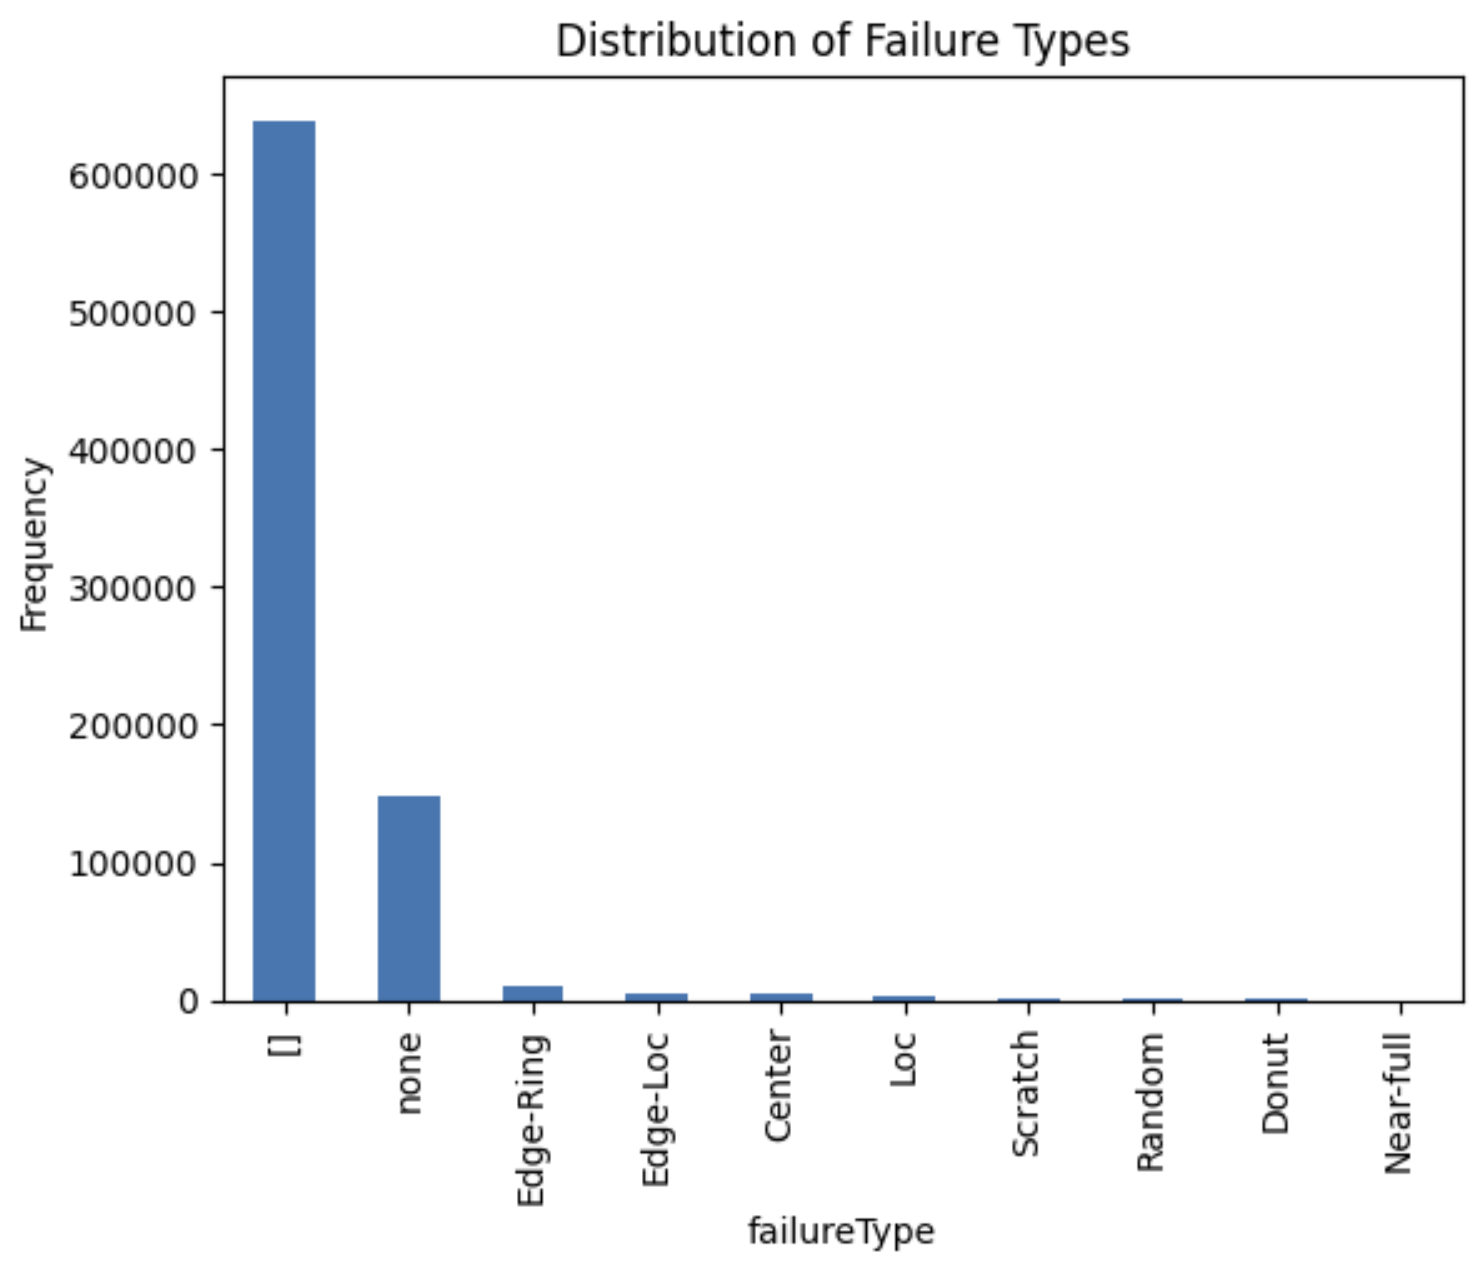 Distribution of Failure Types
Frequency
600000
500000
400000
300000
200000
100000
0
[]
none
Edge-Ring
Edge-Loc
Center
Loc
Scratch
Random
Donut
Near-full
failureType